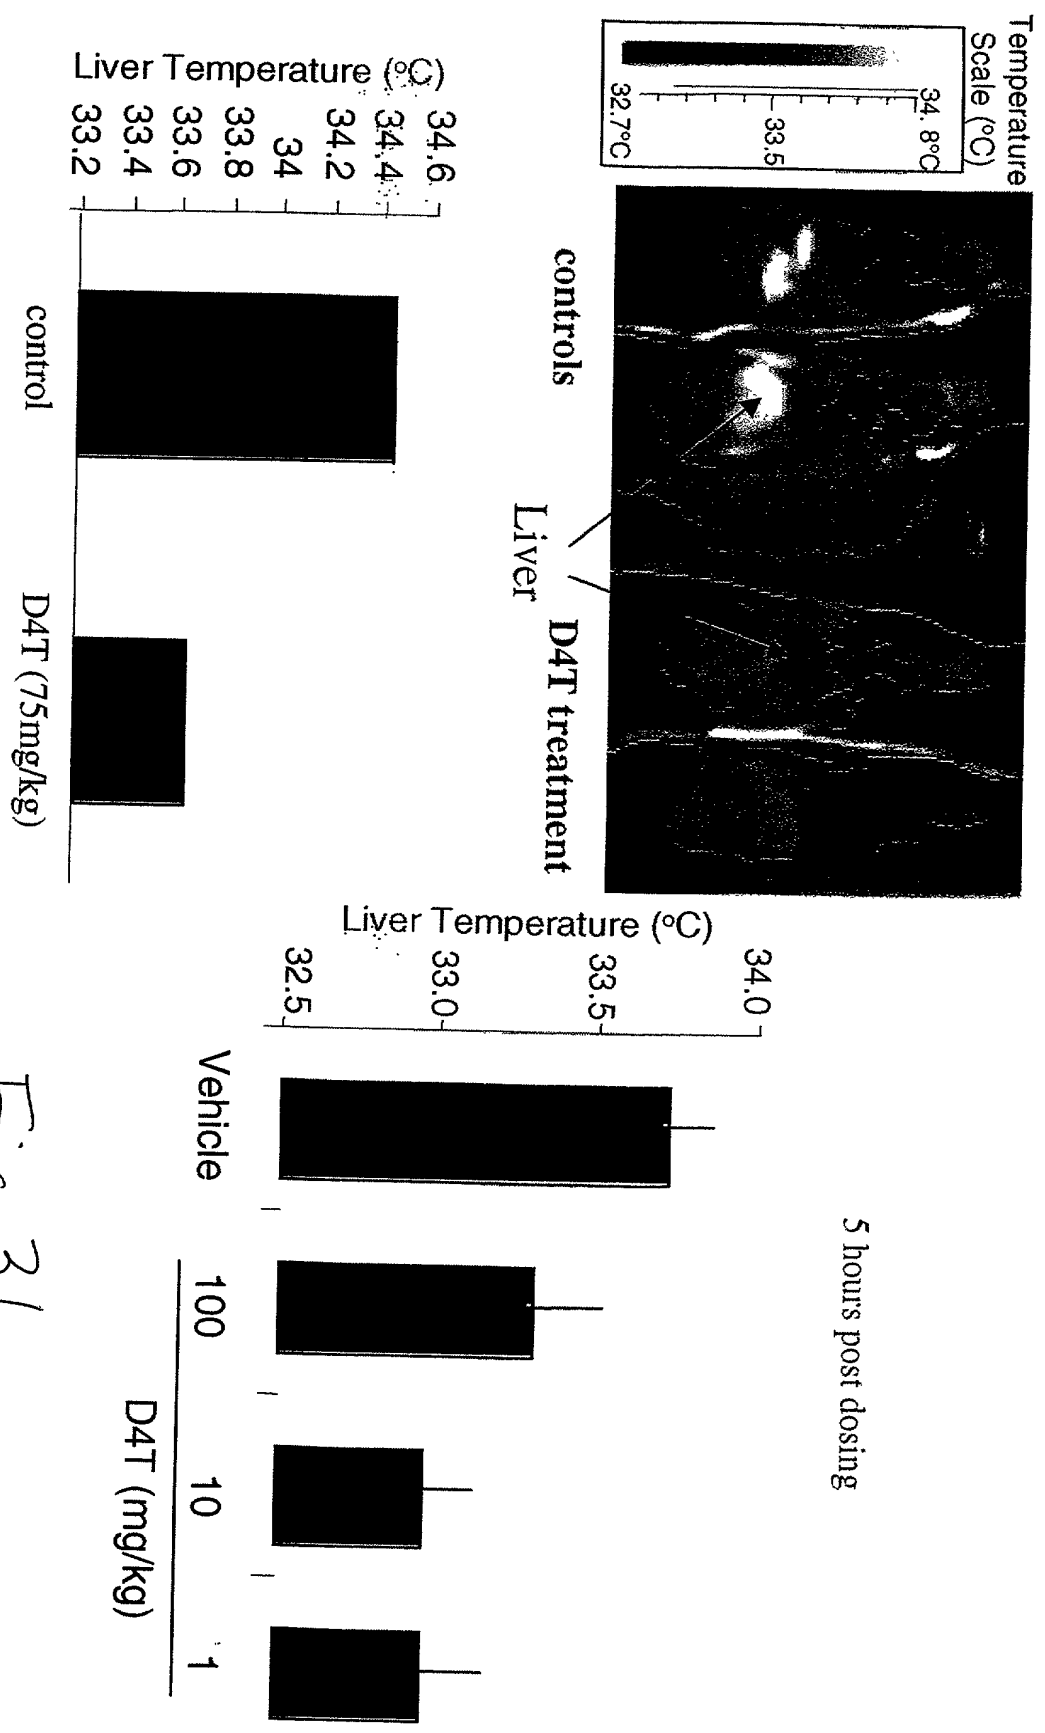 Temperature
Scale (°C)
34.8°C
33.5
32.7°C
controls
Liver
D4T treatment
Liver Temperature (°C)
34.6
34.4
34.2
34
33.8
33.6
33.4
33.2
control
D4T (75mg/kg)
5 hours post dosing
Liver Temperature (°C)
34.0
33.5
33.0
32.5
Vehicle
100
10
1
D4T (mg/kg)